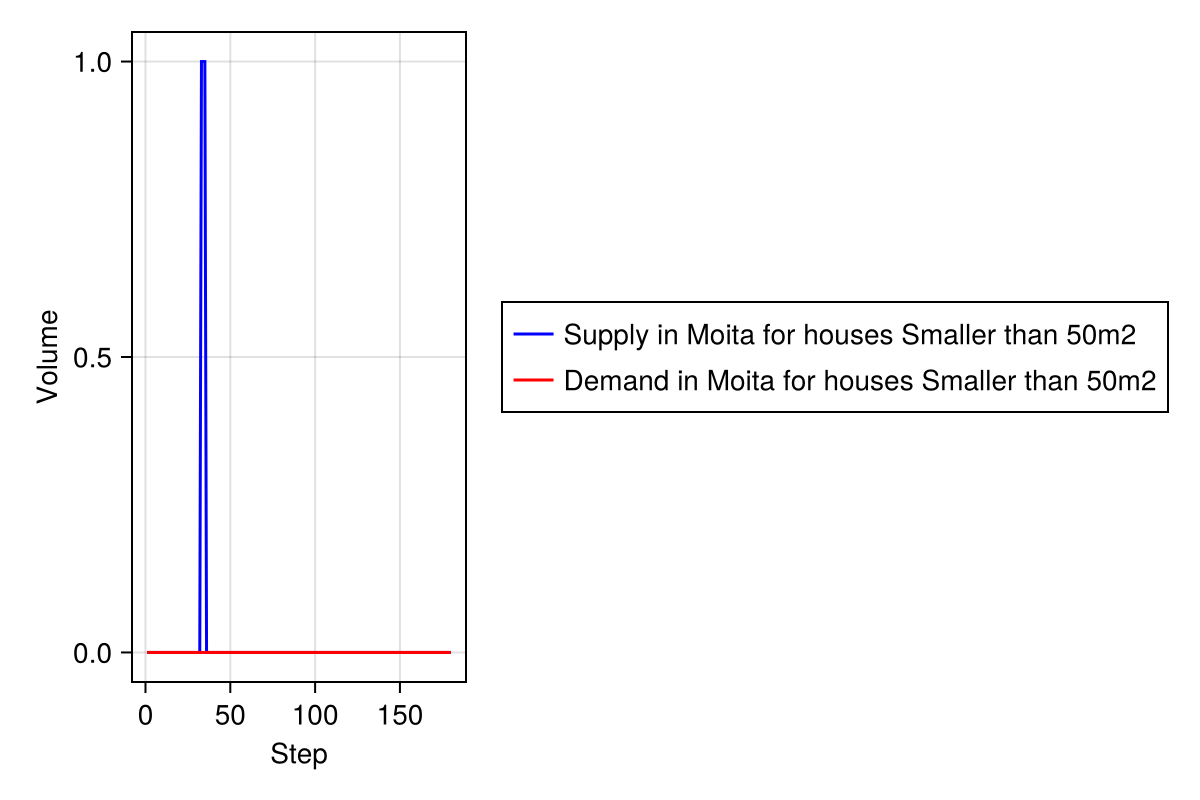 1.0
0.5
0.0
Volume
0 50 100 150
Step
Supply in Moita for houses Smaller than 50m2
Demand in Moita for houses Smaller than 50m2